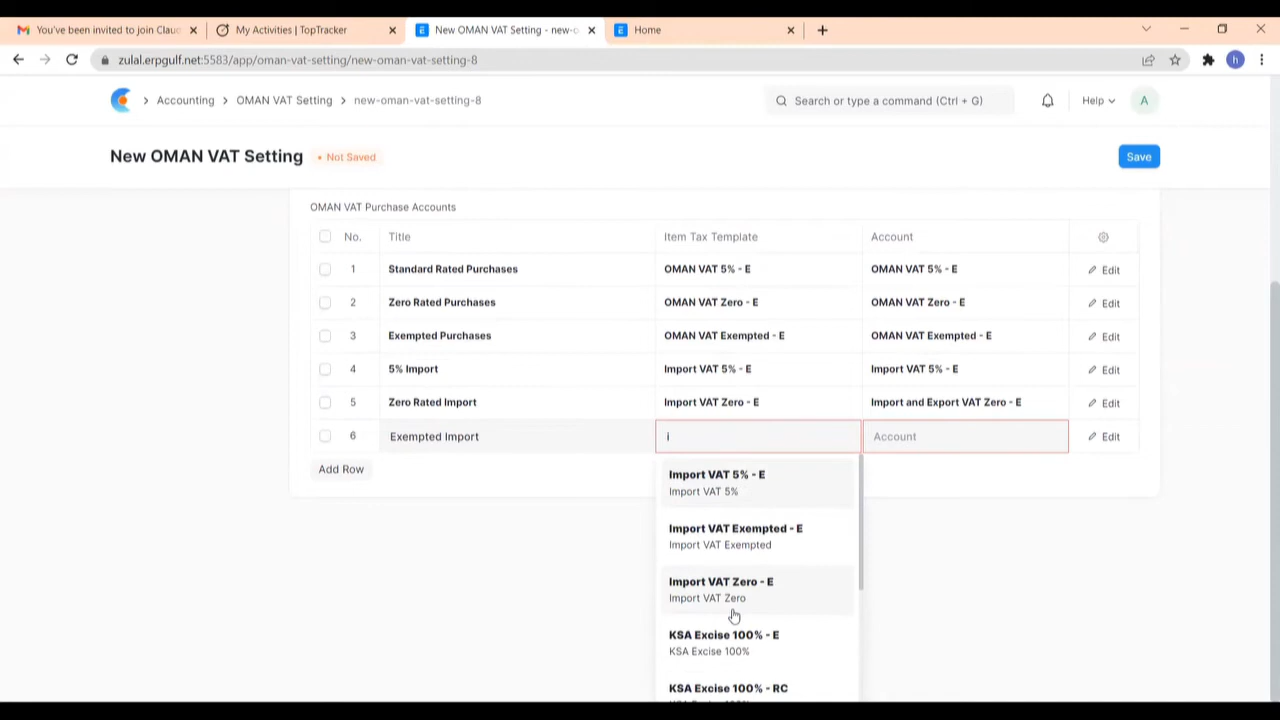 You've been invited to join Clau
My Activities | TopTracker
New OMAN VAT Setting - new-o
Home
zulal.erpgulf.net:5583/app/oman-vat-setting/new-oman-vat-setting-8
h
Accounting
OMAN VAT Setting
new-oman-vat-setting-8
Search or type a command (Ctrl + G)
Help
A
New OMAN VAT Setting
Not Saved
Save
OMAN VAT Purchase Accounts
No. Title Item Tax Template Account
1 Standard Rated Purchases OMAN VAT 5% - E OMAN VAT 5% - E Edit
2 Zero Rated Purchases OMAN VAT Zero - E OMAN VAT Zero - E Edit
3 Exempted Purchases OMAN VAT Exempted - E OMAN VAT Exempted - E Edit
4 5% Import Import VAT 5% - E Import VAT 5% - E Edit
5 Zero Rated Import Import VAT Zero - E Import and Export VAT Zero - E Edit
6 Exempted Import i Account Edit
Add Row
Import VAT 5% - E
Import VAT 5%
Import VAT Exempted - E
Import VAT Exempted
Import VAT Zero - E
Import VAT Zero
KSA Excise 100% - E
KSA Excise 100%
KSA Excise 100% - RC